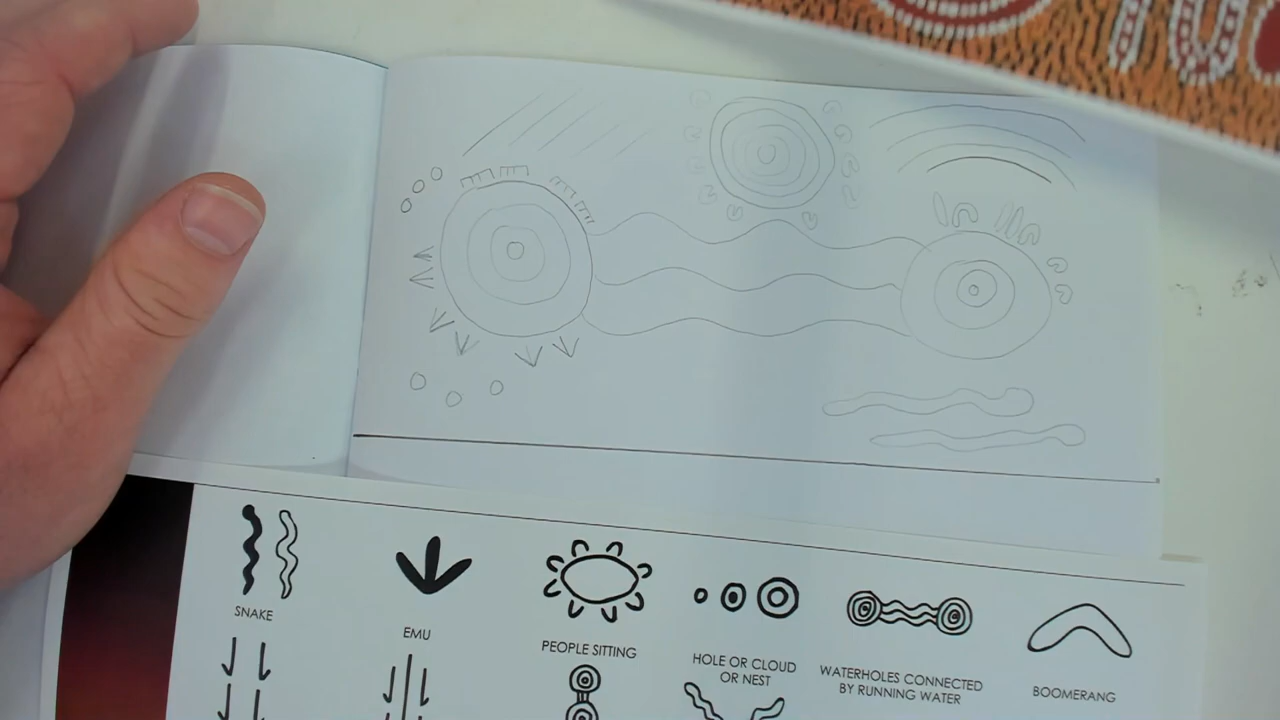 SNAKE
EMU
PEOPLE SITTING
HOLE OR CLOUD
OR NEST
WATERHOLES CONNECTED
BY RUNNING WATER
BOOMERANG